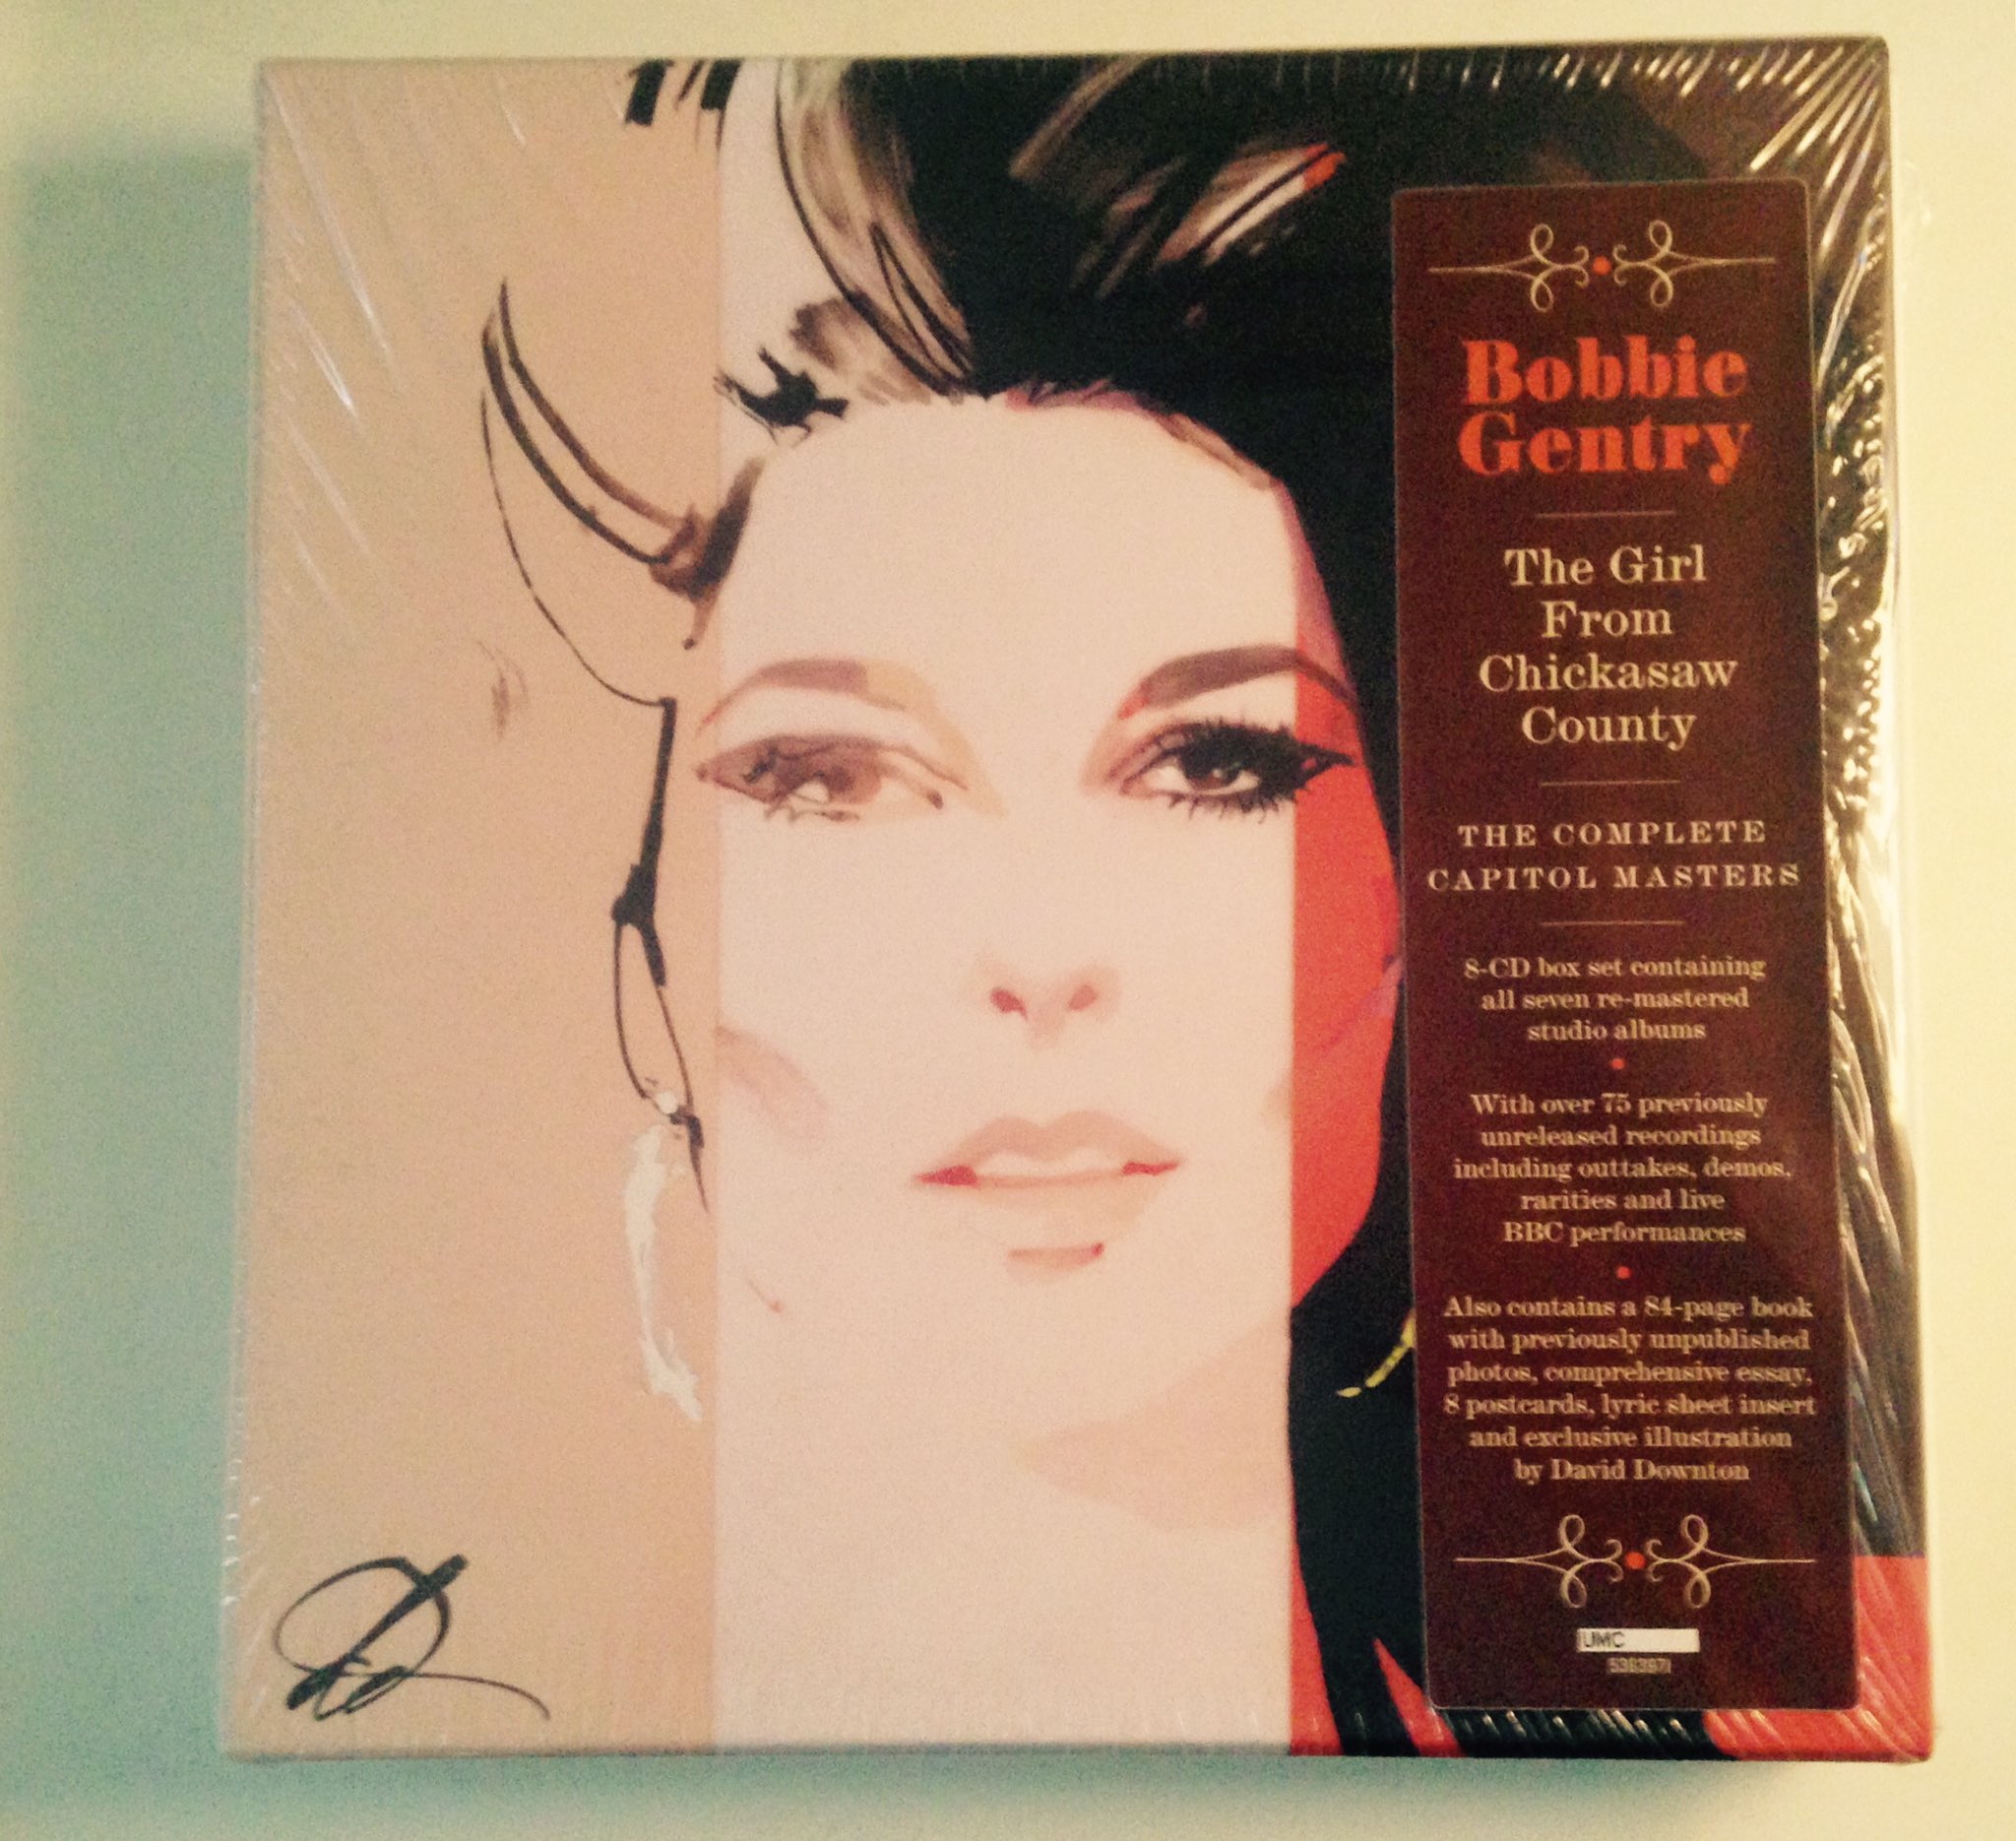 Bobbie
Gentry
The Girl
From
Chickasaw
County
THE COMPLETE
CAPITOL MASTERS
8-CD box set containing
all seven re-mastered
studio albums
With over 75 previously
unreleased recordings
including outtakes, demos,
rarities and live
BBC performances
Also contains a 84-page book
with previously unpublished
photos, comprehensive essay,
8 postcards, lyric sheet insert
and exclusive illustration
by David Downton
UMC